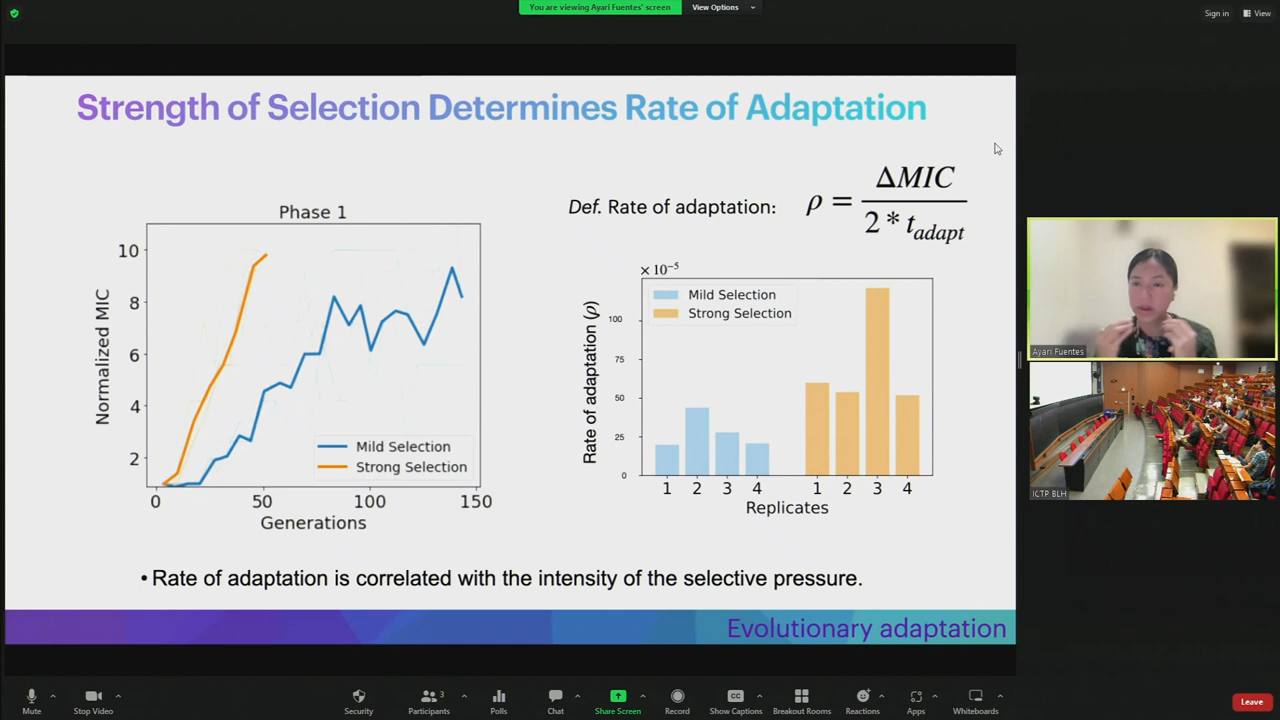 You are viewing Ayari Fuentes' screen
View Options
Sign in
View
Strength of Selection Determines Rate of Adaptation
Phase 1
Normalized MIC
10
8
6
4
2
0
50
100
150
Generations
Mild Selection
Strong Selection
Def. Rate of adaptation:
ρ = ΔMIC / 2 * t_adapt
× 10⁻⁵
Rate of adaptation (ρ)
100
75
50
25
0
Mild Selection
Strong Selection
1 2 3 4 1 2 3 4
Replicates
• Rate of adaptation is correlated with the intensity of the selective pressure.
Evolutionary adaptation
Ayari Fuentes
ICTP BLH
Mute
Stop Video
Security
Participants
3
Polls
Chat
Share Screen
Record
Show Captions
Breakout Rooms
Reactions
Apps
Whiteboards
Leave